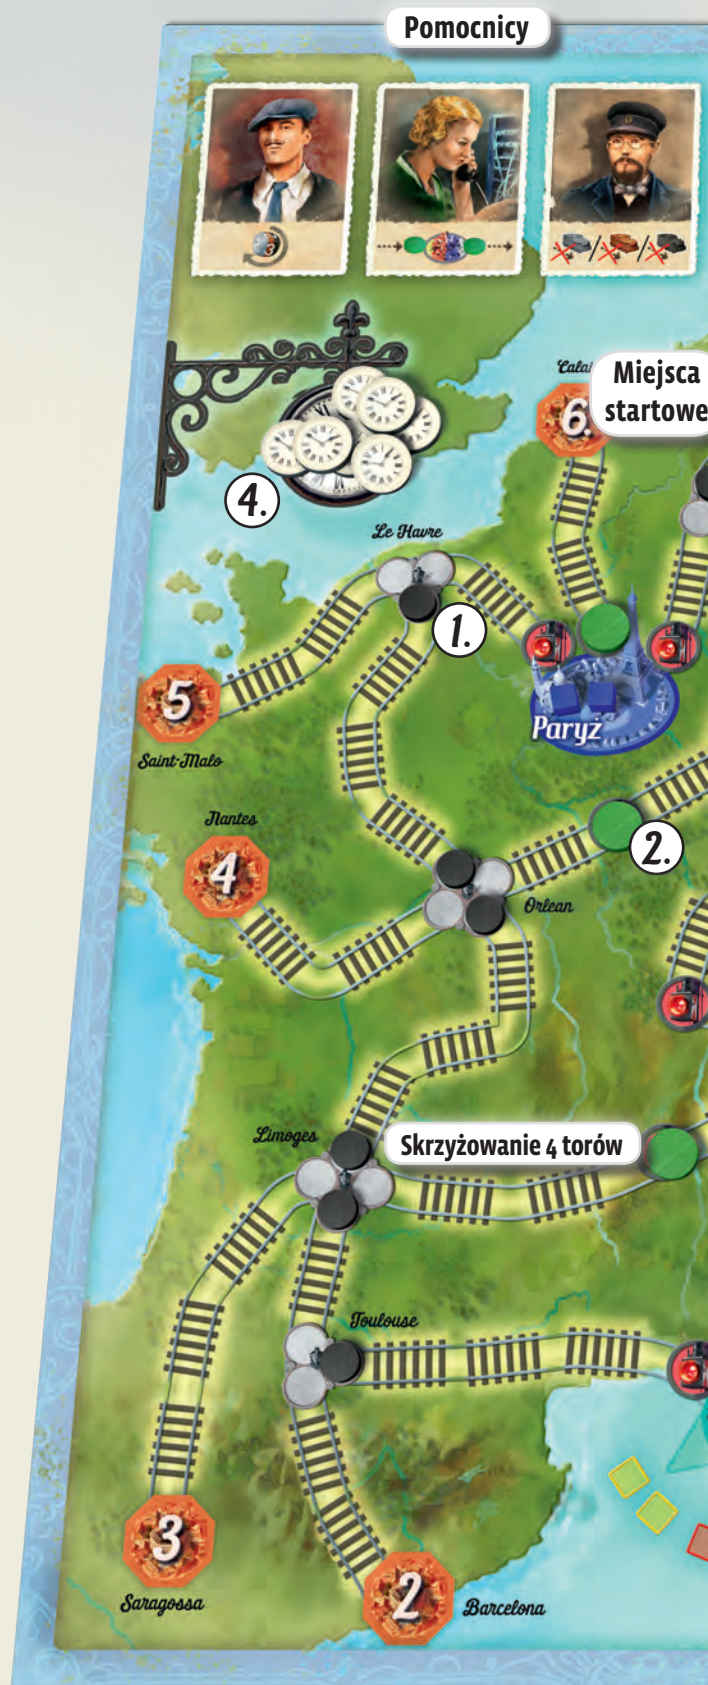 Pomocnicy
Calai
Miejsca
startowe
6.
4.
Le Havre
1.
5
Saint-Malo
Paryż
Nantes
4
2.
Orlean
Limoges
Skrzyżowanie 4 torów
Toulouse
3
Saragossa
2
Barcelona